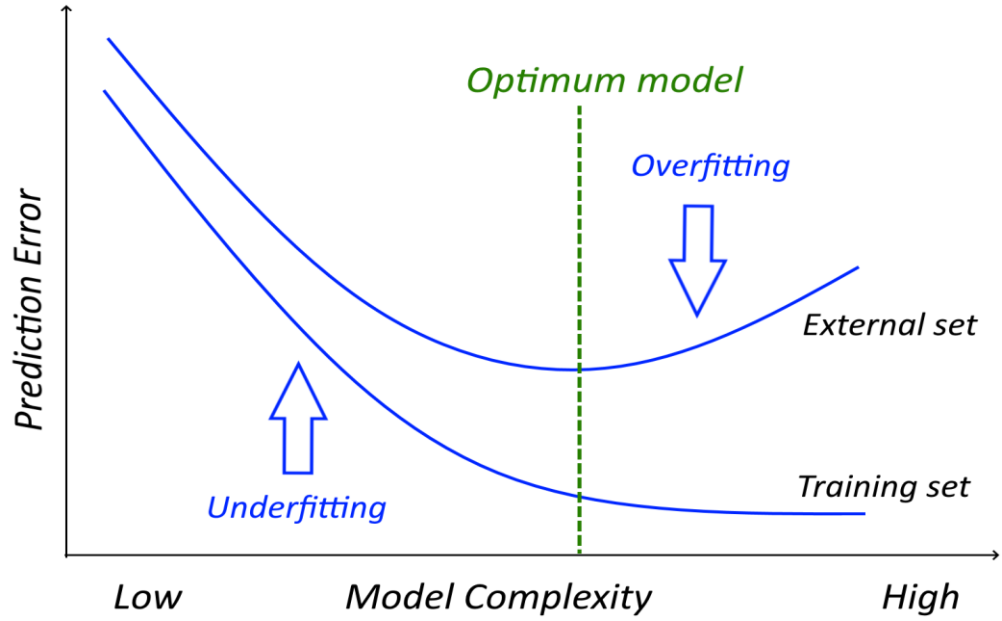 Optimum model
Overfitting
Prediction Error
External set
Training set
Underfitting
Low
Model Complexity
High